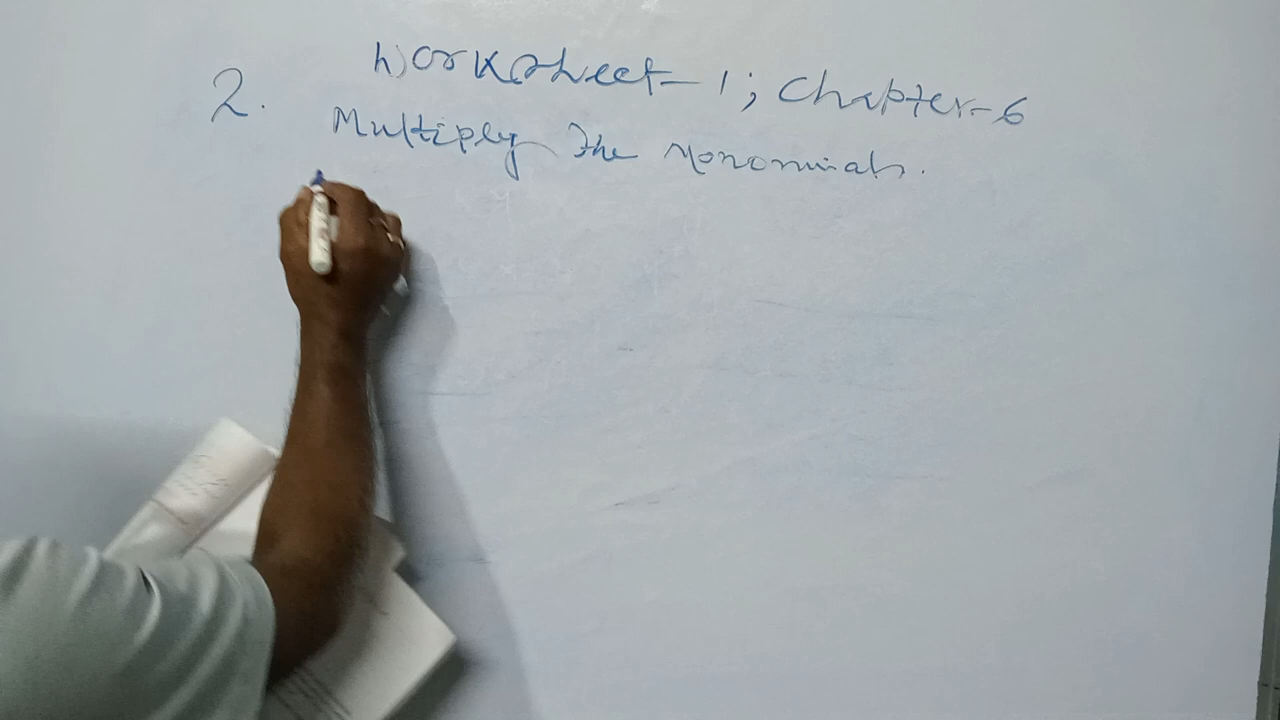 Worksheet-1; Chapter-6
2. Multiply the Monomials.